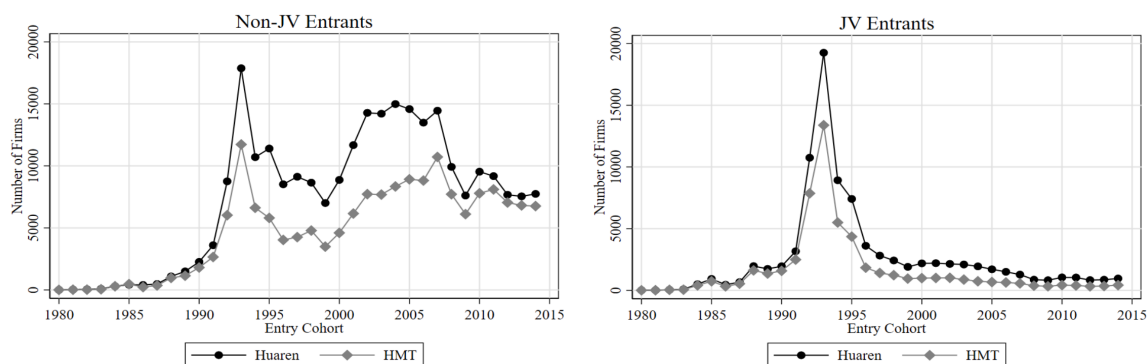 Non-JV Entrants
Number of Firms
20000
15000
10000
5000
0
1980 1985 1990 1995 2000 2005 2010 2015
Entry Cohort
Huaren HMT
JV Entrants
Number of Firms
20000
15000
10000
5000
0
1980 1985 1990 1995 2000 2005 2010 2015
Entry Cohort
Huaren HMT